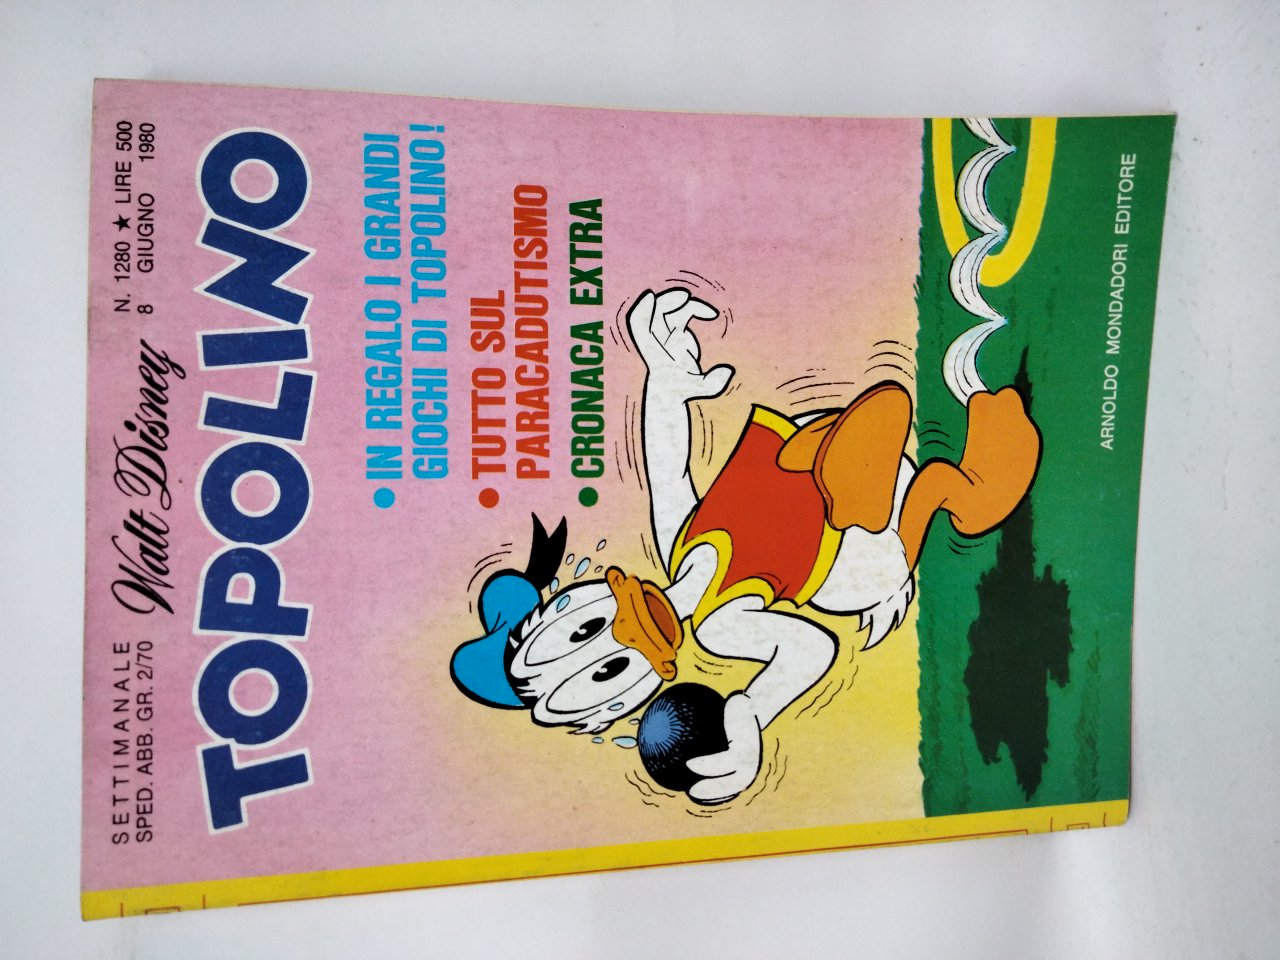 SETTIMANALE
SPED. ABB. GR. 2/70
Walt Disney
N. 1280 ★ LIRE 500
8 GIUGNO 1980
TOPOLINO
• IN REGALO I GRANDI
GIOCHI DI TOPOLINO!
• TUTTO SUL
PARACADUTISMO
• CRONACA EXTRA
ARNOLDO MONDADORI EDITORE